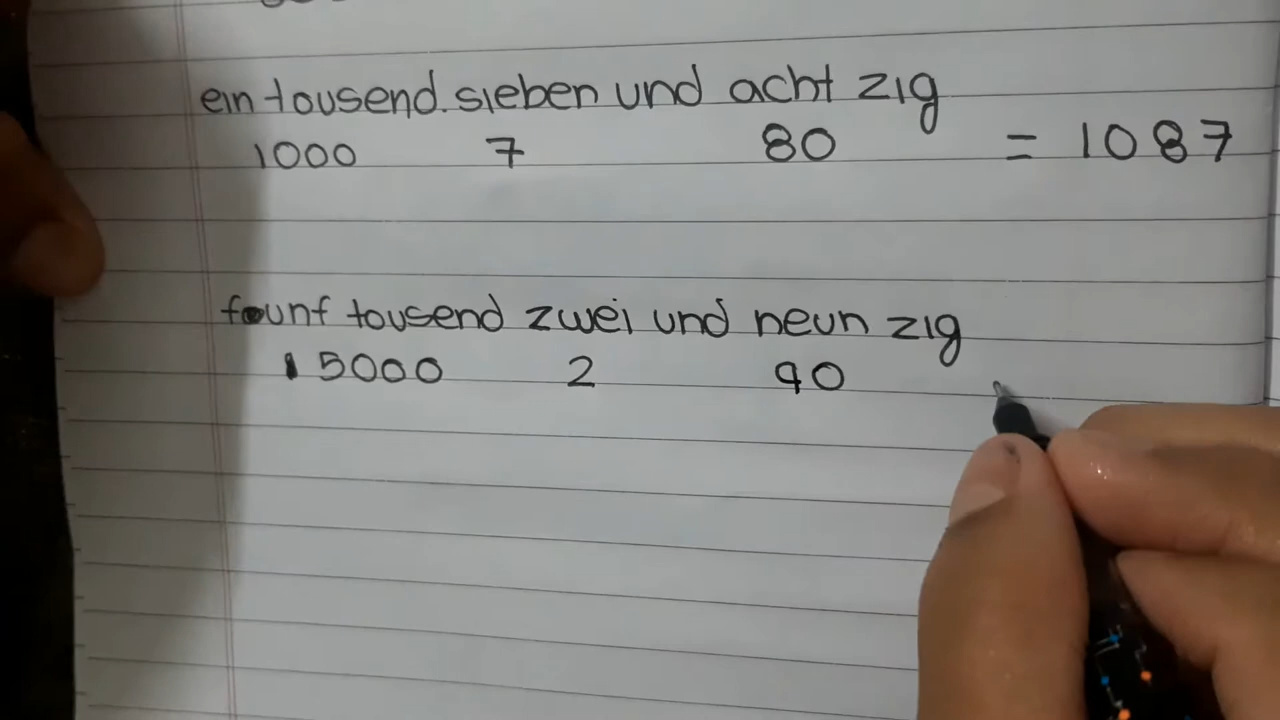 ein tousend. sieben und acht zig
1000 7 80 = 1087
founf tousend zwei und neun zig
5000 2 90